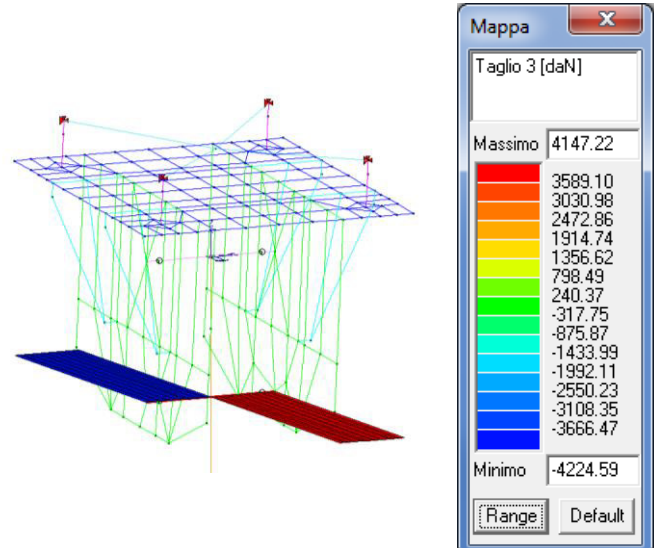 Mappa
Taglio 3 [daN]
Massimo 4147.22
3589.10
3030.98
2472.86
1914.74
1356.62
798.49
240.37
-317.75
-875.87
-1433.99
-1992.11
-2550.23
-3108.35
-3666.47
Minimo -4224.59
Range Default